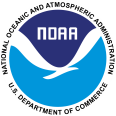 NATIONAL OCEANIC AND ATMOSPHERIC ADMINISTRATION
NOAA
U.S. DEPARTMENT OF COMMERCE